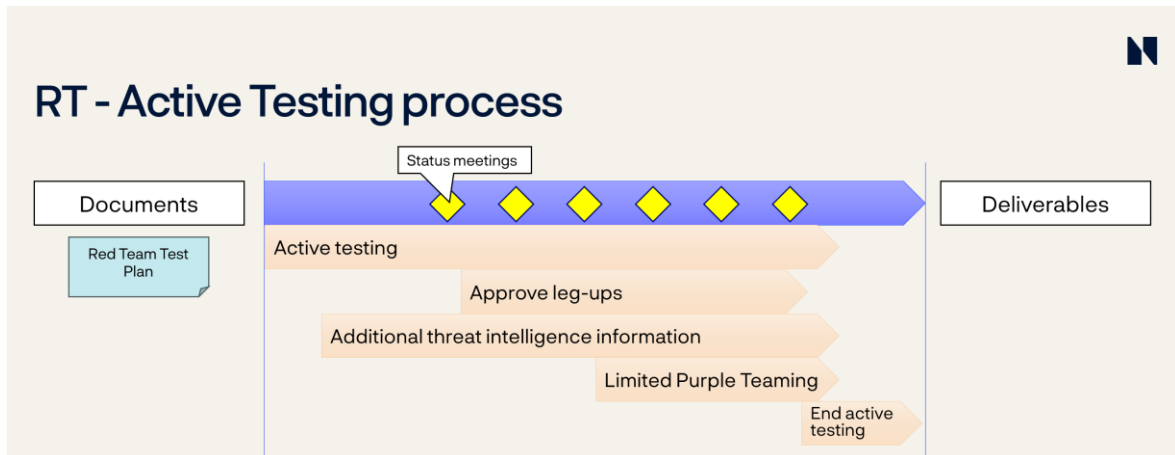 RT - Active Testing process
Status meetings
Documents
Deliverables
Red Team Test
Plan
Active testing
Approve leg-ups
Additional threat intelligence information
Limited Purple Teaming
End active
testing